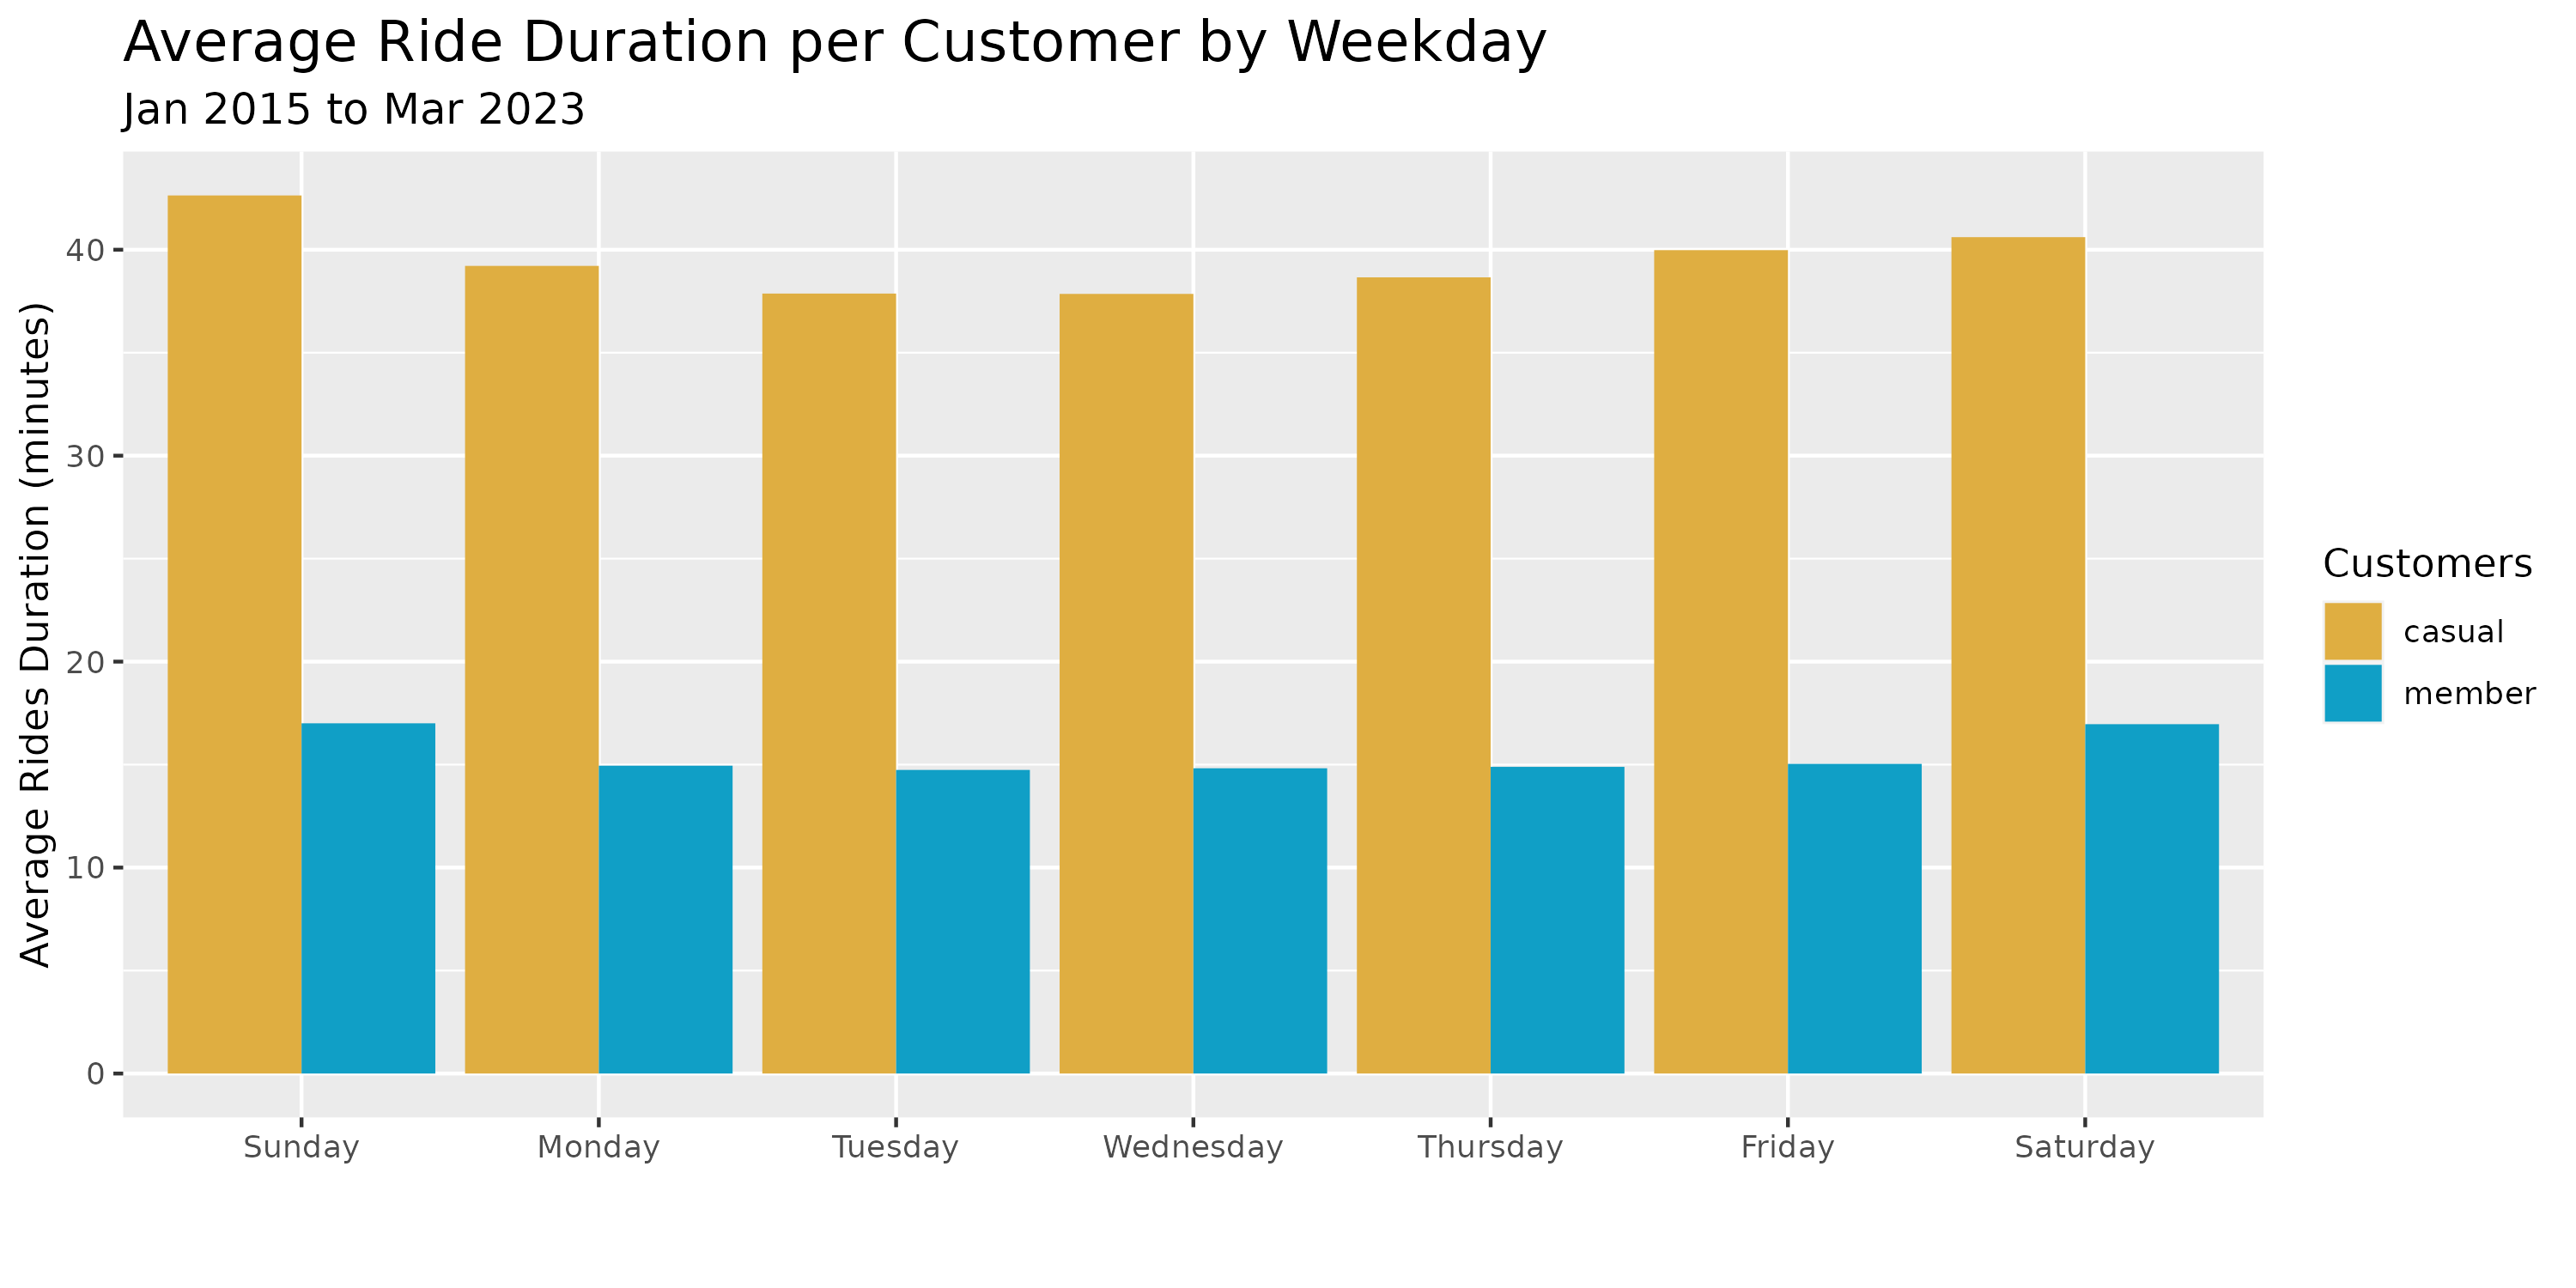 Average Ride Duration per Customer by Weekday
Jan 2015 to Mar 2023
Average Rides Duration (minutes)
40
30
20
10
0
Sunday Monday Tuesday Wednesday Thursday Friday Saturday
Customers
casual
member